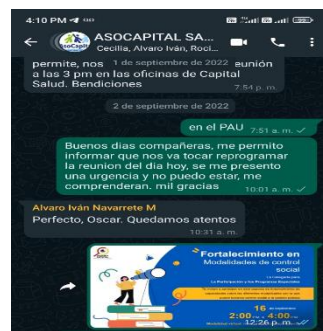 4:10 PM
ASOCAPITAL SA...
Cecilia, Alvaro Iván, Roci...
1 de septiembre de 2022
permite, nos reunión
a las 3 pm en las oficinas de Capital
Salud. Bendiciones
7:54 p. m.
2 de septiembre de 2022
en el PAU 7:51 a. m.
Buenos dias compañeras, me permito
informar que nos va tocar reprogramar
la reunion del dia hoy, se me presento
una urgencia y no puedo estar, me
comprenderan. mil gracias
10:01 a. m.
Alvaro Iván Navarrete M
Perfecto, Oscar. Quedamos atentos
10:31 a. m.
Fortalecimiento en
Modalidades de control
social
16
2:00 4:00
12:26 p. m.